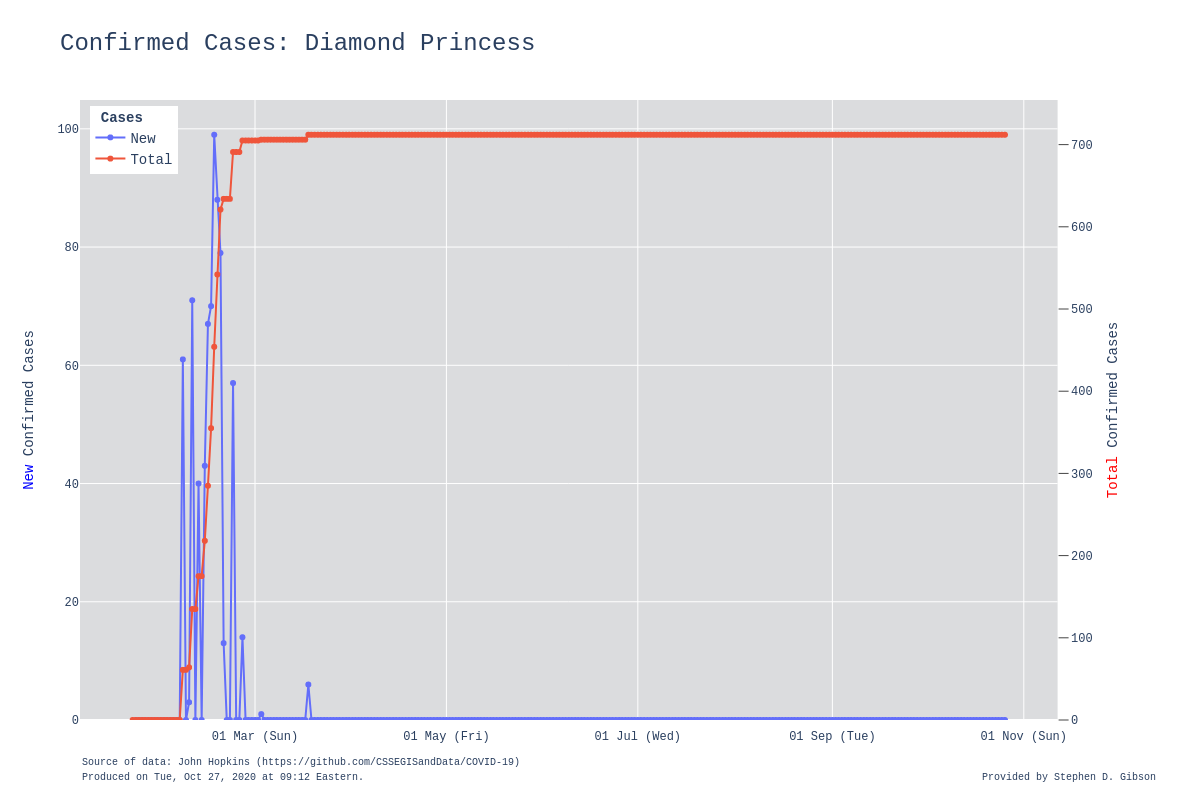 Confirmed Cases: Diamond Princess
Cases
New
Total
100
80
60
40
20
0
700
600
500
400
300
200
100
0
New Confirmed Cases
Total Confirmed Cases
01 Mar (Sun)
01 May (Fri)
01 Jul (Wed)
01 Sep (Tue)
01 Nov (Sun)
Source of data: John Hopkins (https://github.com/CSSEGISandData/COVID-19)
Produced on Tue, Oct 27, 2020 at 09:12 Eastern.
Provided by Stephen D. Gibson